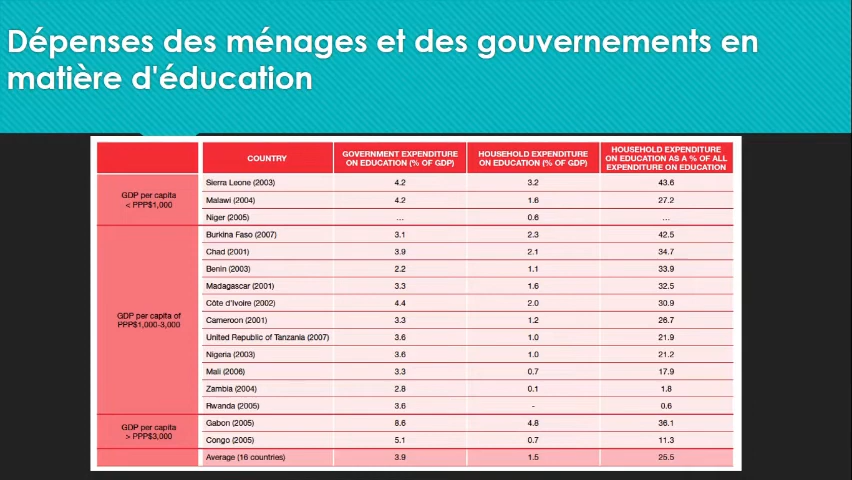 Dépenses des ménages et des gouvernements en
matière d'éducation
COUNTRY
GOVERNMENT EXPENDITURE
ON EDUCATION (% OF GDP)
HOUSEHOLD EXPENDITURE
ON EDUCATION (% OF GDP)
HOUSEHOLD EXPENDITURE
ON EDUCATION AS A % OF ALL
EXPENDITURE ON EDUCATION
GDP per capita
< PPP$1,000
Sierra Leone (2003) 4.2 3.2 43.6
Malawi (2004) 4.2 1.6 27.2
Niger (2005) ... 0.6 ...
GDP per capita of
PPP$1,000-3,000
Burkina Faso (2007) 3.1 2.3 42.5
Chad (2001) 3.9 2.1 34.7
Benin (2003) 2.2 1.1 33.9
Madagascar (2001) 3.3 1.6 32.5
Côte d'Ivoire (2002) 4.4 2.0 30.9
Cameroon (2001) 3.3 1.2 26.7
United Republic of Tanzania (2007) 3.6 1.0 21.9
Nigeria (2003) 3.6 1.0 21.2
Mali (2006) 3.3 0.7 17.9
Zambia (2004) 2.8 0.1 1.8
Rwanda (2005) 3.6 - 0.6
GDP per capita
> PPP$3,000
Gabon (2005) 8.6 4.8 36.1
Congo (2005) 5.1 0.7 11.3
Average (16 countries) 3.9 1.5 25.5